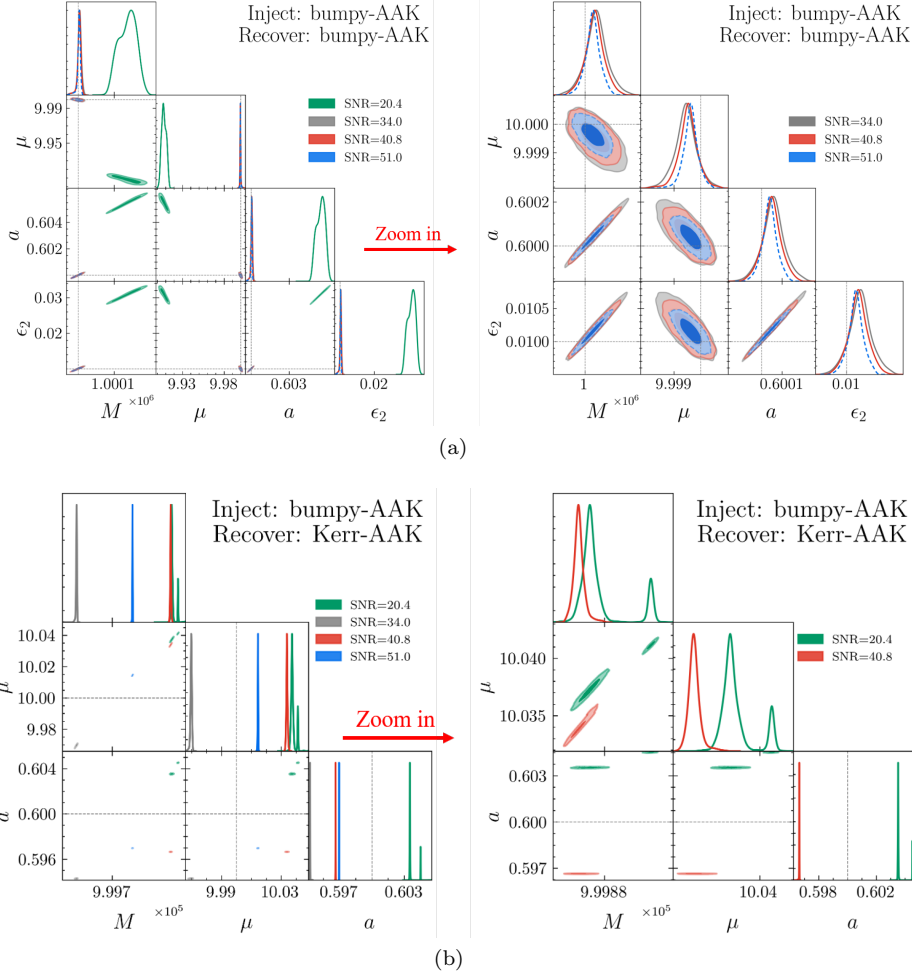 Inject: bumpy-AAK
Recover: bumpy-AAK
SNR=20.4
SNR=34.0
SNR=40.8
SNR=51.0
9.99
9.95
μ
0.604
0.602
a
0.03
0.02
ϵ₂
1.0001
×10⁶
M
9.93
9.98
μ
0.603
a
0.02
ϵ₂
Zoom in
Inject: bumpy-AAK
Recover: bumpy-AAK
SNR=34.0
SNR=40.8
SNR=51.0
10.000
9.999
μ
0.6002
0.6000
a
0.0105
0.0100
ϵ₂
1
×10⁶
M
9.999
μ
0.6001
a
0.01
ϵ₂
(a)
Inject: bumpy-AAK
Recover: Kerr-AAK
SNR=20.4
SNR=34.0
SNR=40.8
SNR=51.0
10.04
10.02
10.00
9.98
μ
0.604
0.600
0.596
a
9.997
×10⁵
M
9.99
10.03
μ
0.597
0.603
a
Zoom in
Inject: bumpy-AAK
Recover: Kerr-AAK
SNR=20.4
SNR=40.8
10.040
10.035
μ
0.603
0.600
0.597
a
9.9988
×10⁵
M
10.04
μ
0.598
0.602
a
(b)